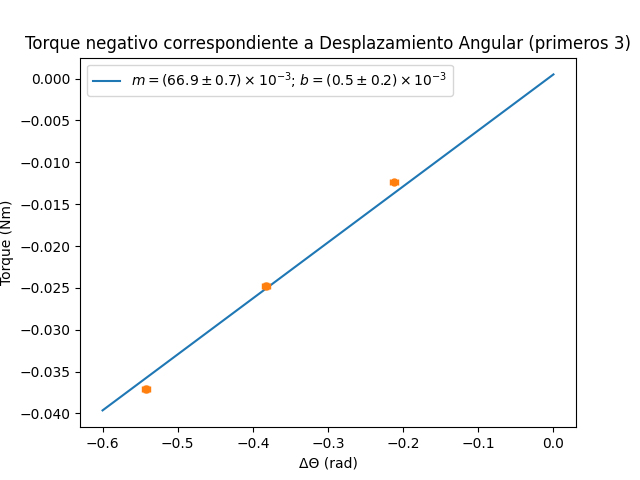 Torque negativo correspondiente a Desplazamiento Angular (primeros 3)
m = (66.9 ± 0.7) × 10⁻³; b = (0.5 ± 0.2) × 10⁻³
0.000
−0.005
−0.010
−0.015
−0.020
−0.025
−0.030
−0.035
−0.040
Torque (Nm)
−0.6 −0.5 −0.4 −0.3 −0.2 −0.1 0.0
ΔΘ (rad)